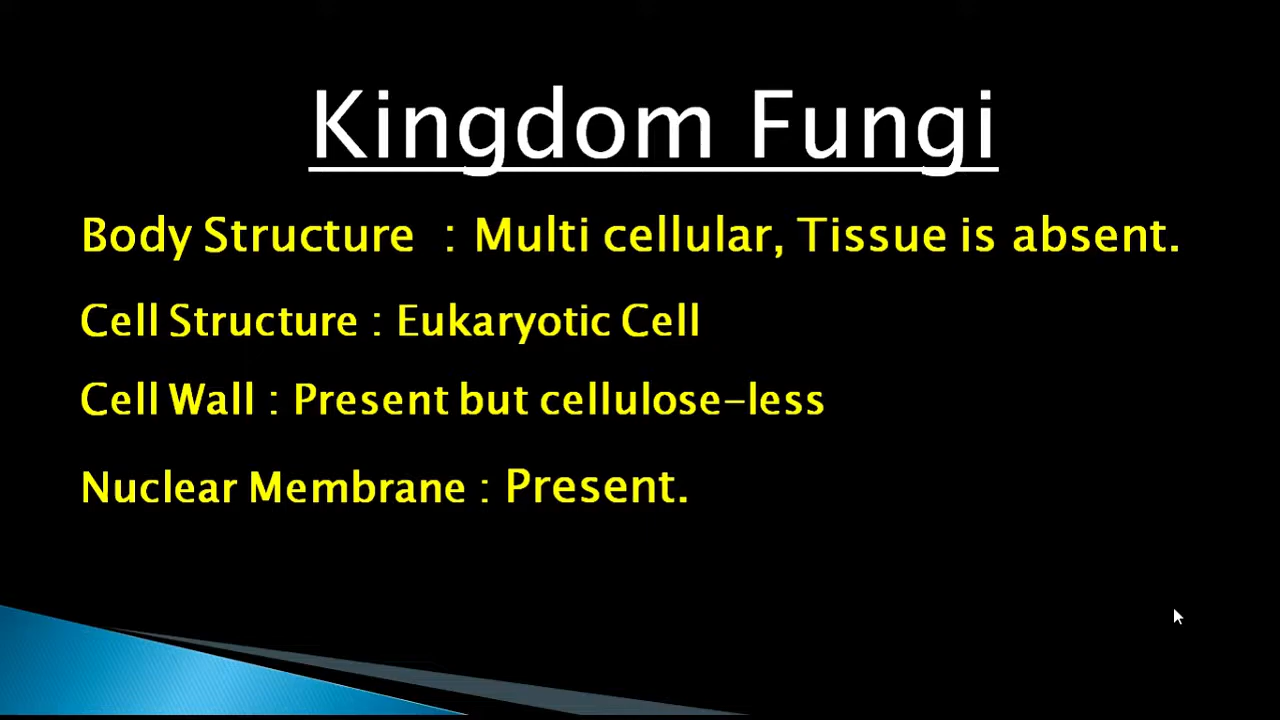 Kingdom Fungi
Body Structure : Multi cellular, Tissue is absent.
Cell Structure : Eukaryotic Cell
Cell Wall : Present but cellulose-less
Nuclear Membrane : Present.